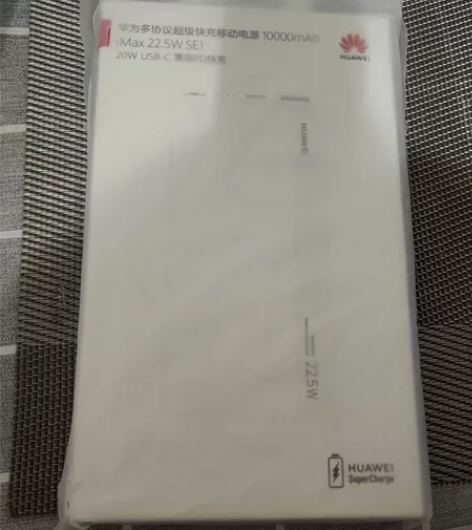 华为多协议超级快充移动电源 10000mAh
(Max 22.5W SE)
20W USB-C 兼容PD快充
HUAWEI
HUAWEI
22.5W
HUAWEI
SuperCharge